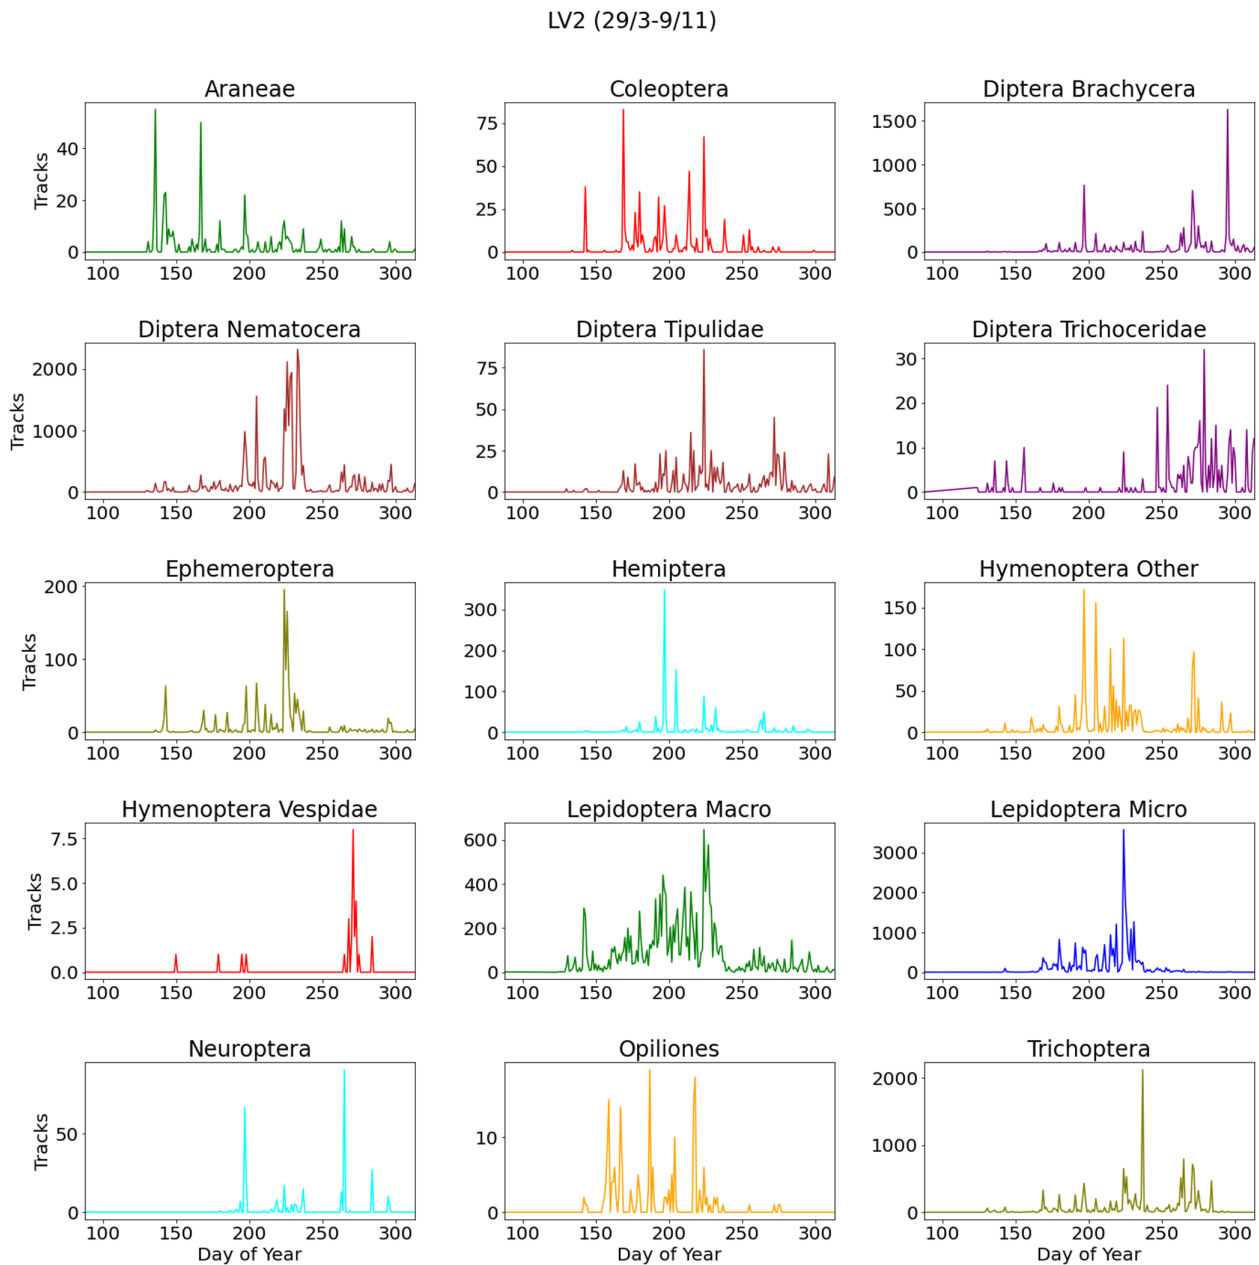 LV2 (29/3-9/11)
Araneae
Coleoptera
Diptera Brachycera
Tracks
40
20
0
100 150 200 250 300
75
50
25
0
100 150 200 250 300
1500
1000
500
0
100 150 200 250 300
Diptera Nematocera
Diptera Tipulidae
Diptera Trichoceridae
Tracks
2000
1000
0
100 150 200 250 300
75
50
25
0
100 150 200 250 300
30
20
10
0
100 150 200 250 300
Ephemeroptera
Hemiptera
Hymenoptera Other
Tracks
200
100
0
100 150 200 250 300
300
200
100
0
100 150 200 250 300
150
100
50
0
100 150 200 250 300
Hymenoptera Vespidae
Lepidoptera Macro
Lepidoptera Micro
Tracks
7.5
5.0
2.5
0.0
100 150 200 250 300
600
400
200
0
100 150 200 250 300
3000
2000
1000
0
100 150 200 250 300
Neuroptera
Opiliones
Trichoptera
Tracks
50
0
100 150 200 250 300
Day of Year
10
0
100 150 200 250 300
Day of Year
2000
1000
0
100 150 200 250 300
Day of Year